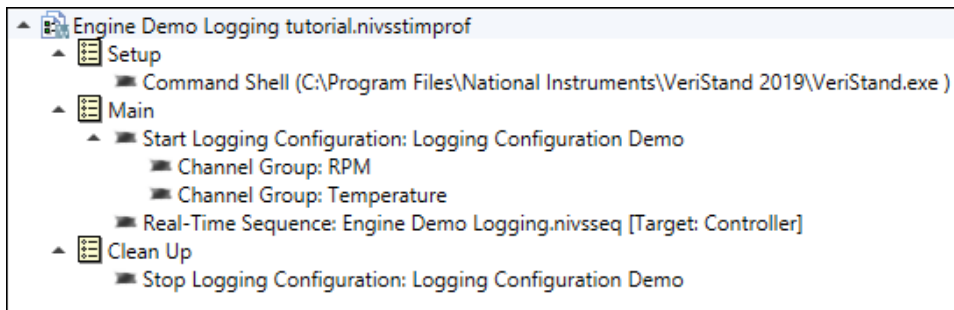 Engine Demo Logging tutorial.nivsstimprof
Setup
Command Shell (C:\Program Files\National Instruments\VeriStand 2019\VeriStand.exe )
Main
Start Logging Configuration: Logging Configuration Demo
Channel Group: RPM
Channel Group: Temperature
Real-Time Sequence: Engine Demo Logging.nivsseq [Target: Controller]
Clean Up
Stop Logging Configuration: Logging Configuration Demo